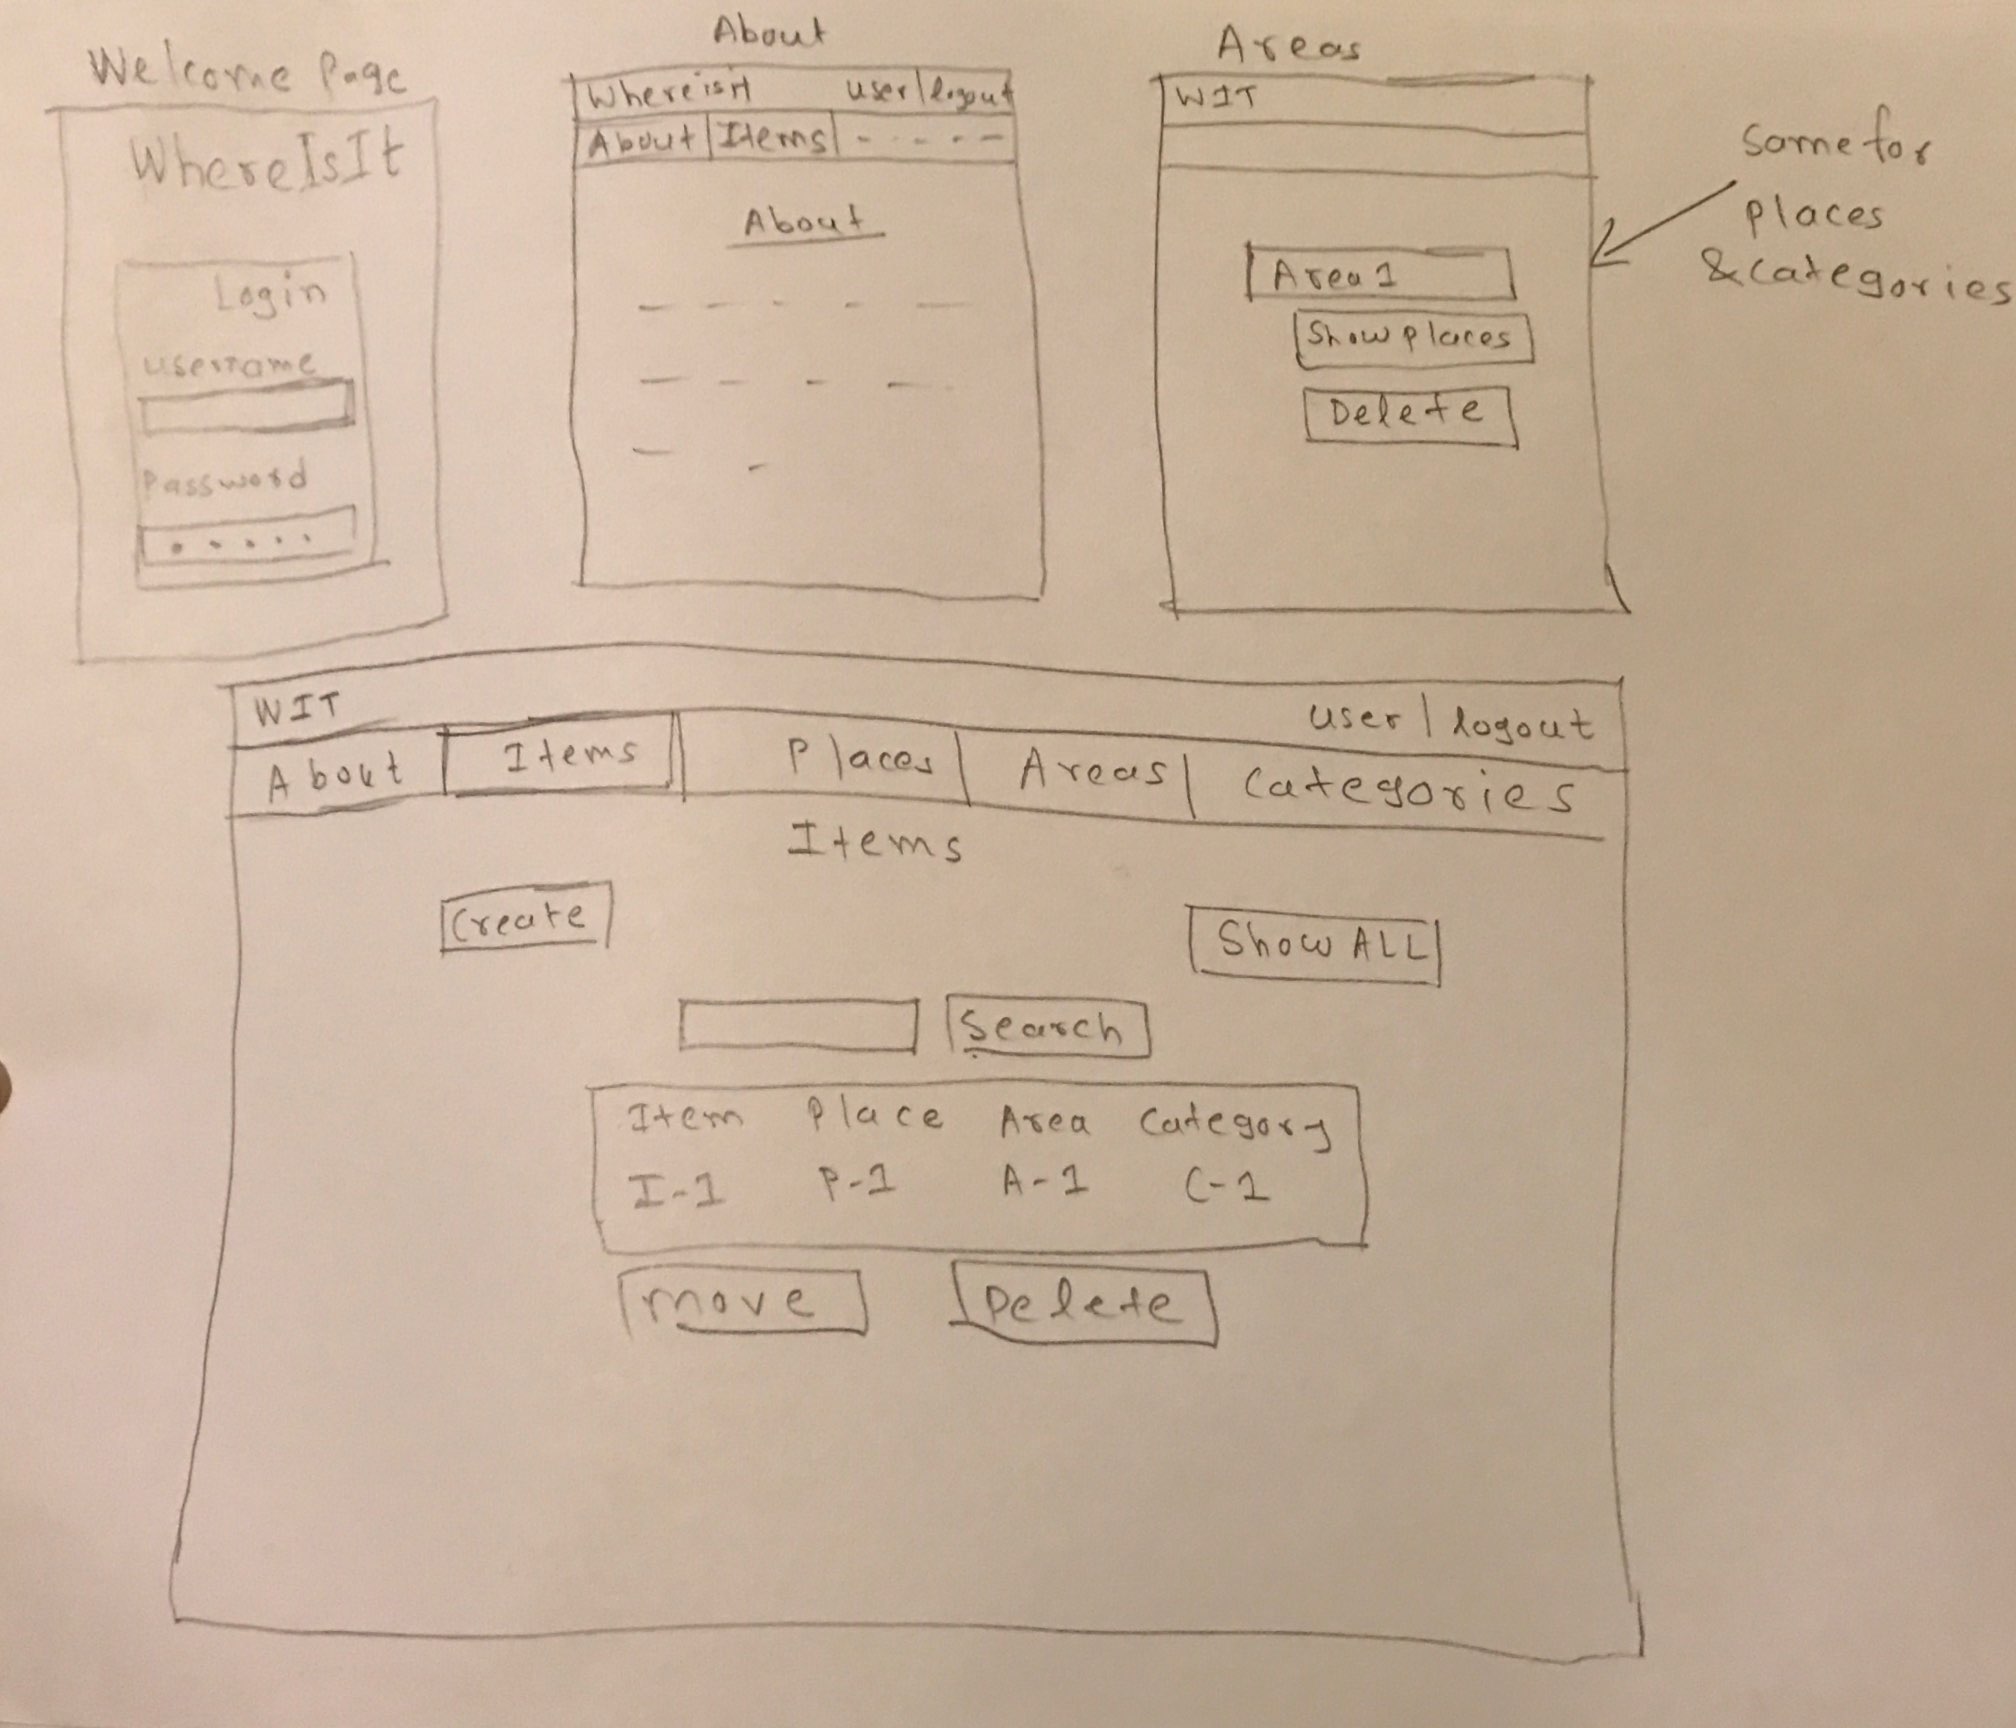 Welcome Page
WhereIsIt
Login
username
Password
About
Whereisit user|logout
About|Items|
About
Areas
WIT
Area 1
Show places
Delete
same for
places
& categories
WIT user | logout
About Items Places | Areas | Categories
Items
Create Show ALL
Search
Item Place Area Category
I-1 P-1 A-1 C-1
move Delete